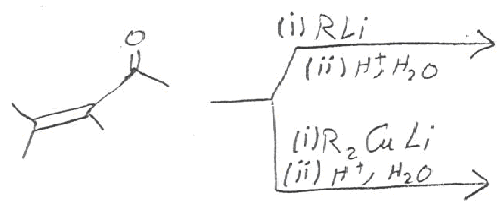 O
(i) RLi
(ii) H⁺, H₂O
(i) R₂CuLi
(ii) H⁺, H₂O